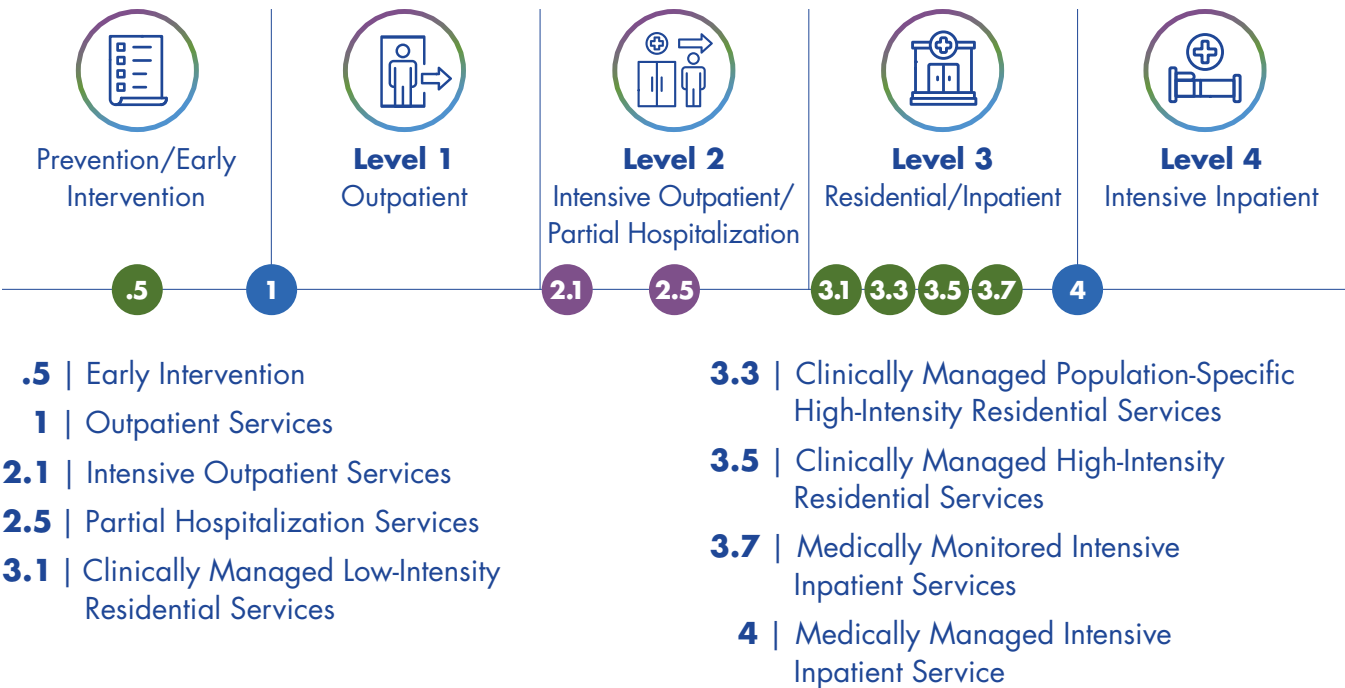 Prevention/Early
Intervention
Level 1
Outpatient
Level 2
Intensive Outpatient/
Partial Hospitalization
Level 3
Residential/Inpatient
Level 4
Intensive Inpatient
.5
1
2.1
2.5
3.1
3.3
3.5
3.7
4
.5 | Early Intervention
1 | Outpatient Services
2.1 | Intensive Outpatient Services
2.5 | Partial Hospitalization Services
3.1 | Clinically Managed Low-Intensity
Residential Services
3.3 | Clinically Managed Population-Specific
High-Intensity Residential Services
3.5 | Clinically Managed High-Intensity
Residential Services
3.7 | Medically Monitored Intensive
Inpatient Services
4 | Medically Managed Intensive
Inpatient Service